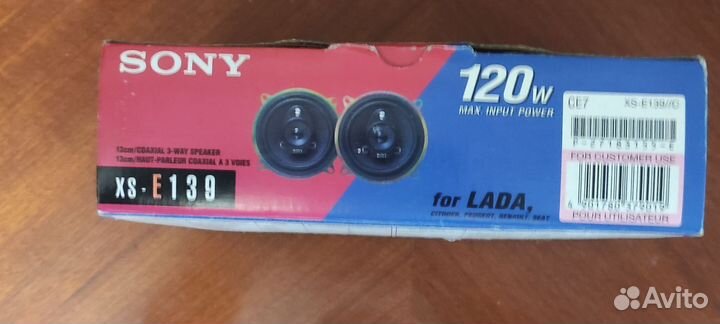 SONY
120W
MAX. INPUT POWER
13cm/COAXIAL 3-WAY SPEAKER
13cm/HAUT-PARLEUR COAXIAL A 3 VOIES
XS-E139
for LADA,
CITROEN, PEUGEOT, RENAULT, SEAT
CE7 XS-E139//C
FOR CUSTOMER USE
POUR UTILISATEUR
Avito